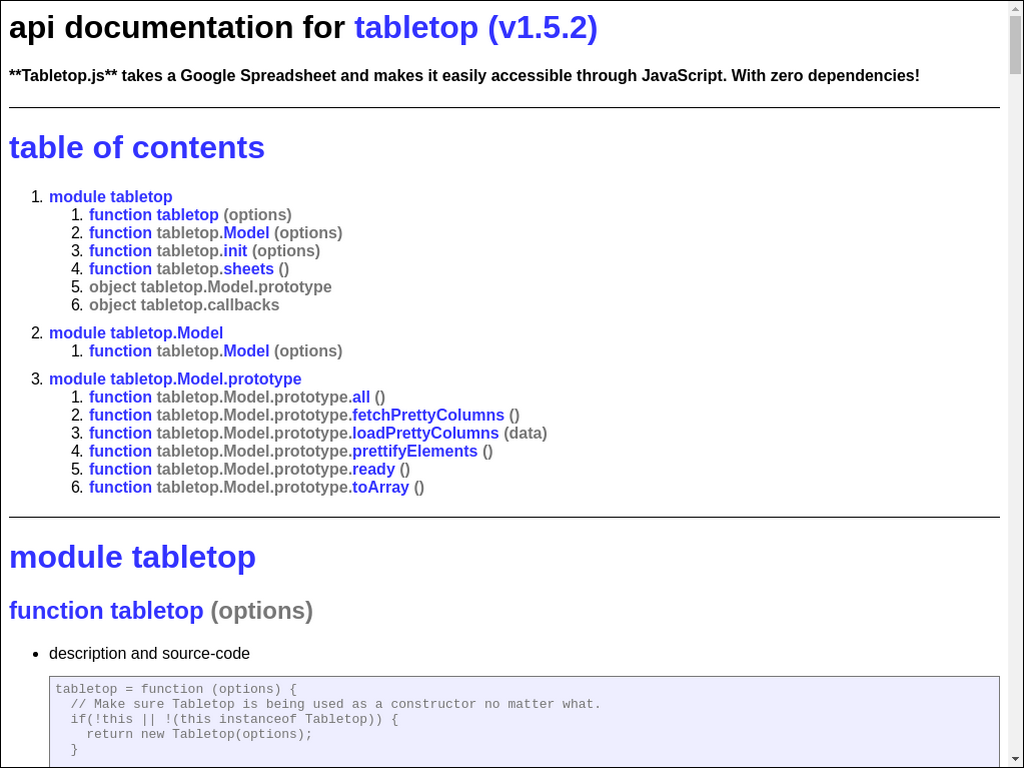 api documentation for tabletop (v1.5.2)
**Tabletop.js** takes a Google Spreadsheet and makes it easily accessible through JavaScript. With zero dependencies!
table of contents
1. module tabletop
1. function tabletop (options)
2. function tabletop.Model (options)
3. function tabletop.init (options)
4. function tabletop.sheets ()
5. object tabletop.Model.prototype
6. object tabletop.callbacks
2. module tabletop.Model
1. function tabletop.Model (options)
3. module tabletop.Model.prototype
1. function tabletop.Model.prototype.all ()
2. function tabletop.Model.prototype.fetchPrettyColumns ()
3. function tabletop.Model.prototype.loadPrettyColumns (data)
4. function tabletop.Model.prototype.prettifyElements ()
5. function tabletop.Model.prototype.ready ()
6. function tabletop.Model.prototype.toArray ()
module tabletop
function tabletop (options)
• description and source-code
tabletop = function (options) {
  // Make sure Tabletop is being used as a constructor no matter what.
  if(!this || !(this instanceof Tabletop)) {
    return new Tabletop(options);
  }